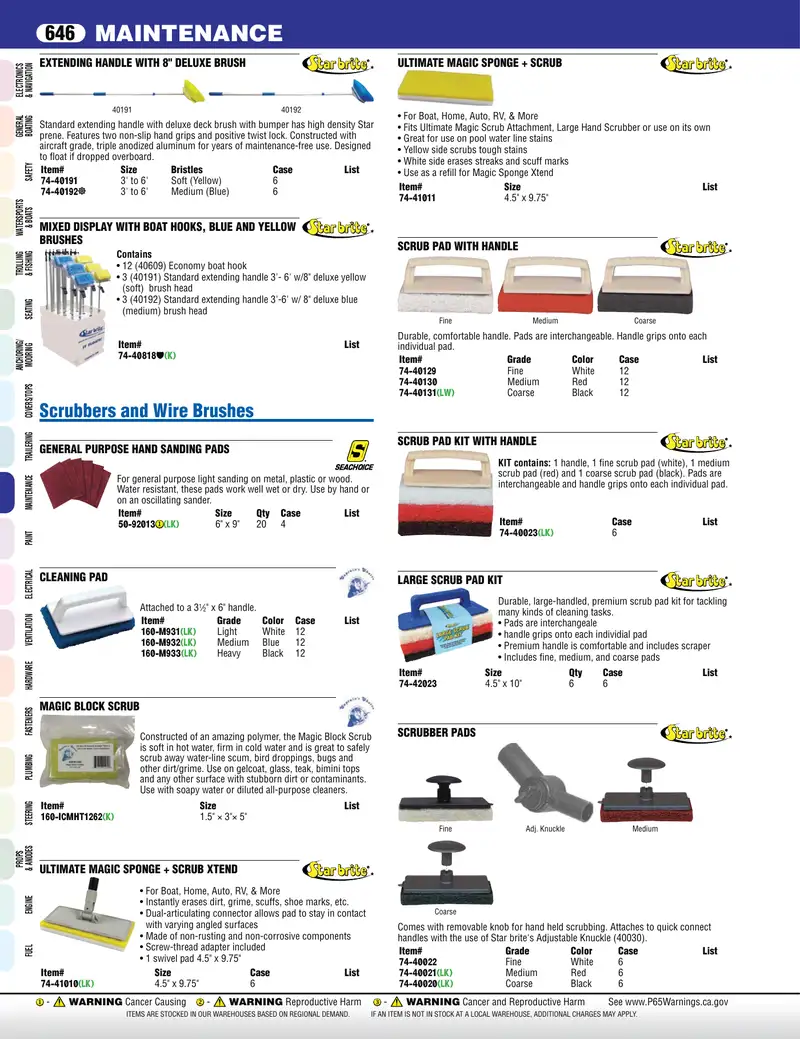 646 MAINTENANCE
ELECTRONICS
& NAVIGATION
GENERAL
BOATING
SAFETY
WATERSPORTS
& BOATS
TROLLING
& FISHING
SEATING
ANCHORING/
MOORING
COVERS/TOPS
TRAILERING
MAINTENANCE
PAINT
ELECTRICAL
VENTILATION
HARDWARE
FASTENERS
PLUMBING
STEERING
PROPS
& ANODES
ENGINE
FUEL
EXTENDING HANDLE WITH 8" DELUXE BRUSH
Star brite
40191 40192
Standard extending handle with deluxe deck brush with bumper has high density Star
prene. Features two non-slip hand grips and positive twist lock. Constructed with
aircraft grade, triple anodized aluminum for years of maintenance-free use. Designed
to float if dropped overboard.
Item# Size Bristles Case List
74-40191 3' to 6' Soft (Yellow) 6
74-40192 3' to 6' Medium (Blue) 6
MIXED DISPLAY WITH BOAT HOOKS, BLUE AND YELLOW
BRUSHES
Star brite
Contains
• 12 (40609) Economy boat hook
• 3 (40191) Standard extending handle 3'- 6' w/8" deluxe yellow
(soft) brush head
• 3 (40192) Standard extending handle 3'-6' w/ 8" deluxe blue
(medium) brush head
Star brite
Item# List
74-40818(K)
Scrubbers and Wire Brushes
GENERAL PURPOSE HAND SANDING PADS
S
SEACHOICE
For general purpose light sanding on metal, plastic or wood.
Water resistant, these pads work well wet or dry. Use by hand or
on an oscillating sander.
Item# Size Qty Case List
50-92013①(LK) 6" x 9" 20 4
CLEANING PAD
Attached to a 3½" x 6" handle.
Item# Grade Color Case List
160-M931(LK) Light White 12
160-M932(LK) Medium Blue 12
160-M933(LK) Heavy Black 12
MAGIC BLOCK SCRUB
Constructed of an amazing polymer, the Magic Block Scrub
is soft in hot water, firm in cold water and is great to safely
scrub away water-line scum, bird droppings, bugs and
other dirt/grime. Use on gelcoat, glass, teak, bimini tops
and any other surface with stubborn dirt or contaminants.
Use with soapy water or diluted all-purpose cleaners.
Item# Size List
160-ICMHT1262(K) 1.5" × 3"× 5"
ULTIMATE MAGIC SPONGE + SCRUB XTEND
Star brite
• For Boat, Home, Auto, RV, & More
• Instantly erases dirt, grime, scuffs, shoe marks, etc.
• Dual-articulating connector allows pad to stay in contact
with varying angled surfaces
• Made of non-rusting and non-corrosive components
• Screw-thread adapter included
• 1 swivel pad 4.5" x 9.75"
Item# Size Case List
74-41010(LK) 4.5" x 9.75" 6
ULTIMATE MAGIC SPONGE + SCRUB
Star brite
• For Boat, Home, Auto, RV, & More
• Fits Ultimate Magic Scrub Attachment, Large Hand Scrubber or use on its own
• Great for use on pool water line stains
• Yellow side scrubs tough stains
• White side erases streaks and scuff marks
• Use as a refill for Magic Sponge Xtend
Item# Size List
74-41011 4.5" x 9.75"
SCRUB PAD WITH HANDLE
Star brite
Fine Medium Coarse
Durable, comfortable handle. Pads are interchangeable. Handle grips onto each
individual pad.
Item# Grade Color Case List
74-40129 Fine White 12
74-40130 Medium Red 12
74-40131(LW) Coarse Black 12
SCRUB PAD KIT WITH HANDLE
Star brite
KIT contains: 1 handle, 1 fine scrub pad (white), 1 medium
scrub pad (red) and 1 coarse scrub pad (black). Pads are
interchangeable and handle grips onto each individual pad.
Item# Case List
74-40023(LK) 6
LARGE SCRUB PAD KIT
Star brite
Durable, large-handled, premium scrub pad kit for tackling
many kinds of cleaning tasks.
• Pads are interchangeale
• handle grips onto each individial pad
• Premium handle is comfortable and includes scraper
• Includes fine, medium, and coarse pads
Item# Size Qty Case List
74-42023 4.5" x 10" 6 6
SCRUBBER PADS
Star brite
Fine Adj. Knuckle Medium
Coarse
Comes with removable knob for hand held scrubbing. Attaches to quick connect
handles with the use of Star brite's Adjustable Knuckle (40030).
Item# Grade Color Case List
74-40022 Fine White 6
74-40021(LK) Medium Red 6
74-40020(LK) Coarse Black 6
① - ⚠ WARNING Cancer Causing ② - ⚠ WARNING Reproductive Harm ③ - ⚠ WARNING Cancer and Reproductive Harm See www.P65Warnings.ca.gov
ITEMS ARE STOCKED IN OUR WAREHOUSES BASED ON REGIONAL DEMAND. IF AN ITEM IS NOT IN STOCK AT A LOCAL WAREHOUSE, ADDITIONAL CHARGES MAY APPLY.